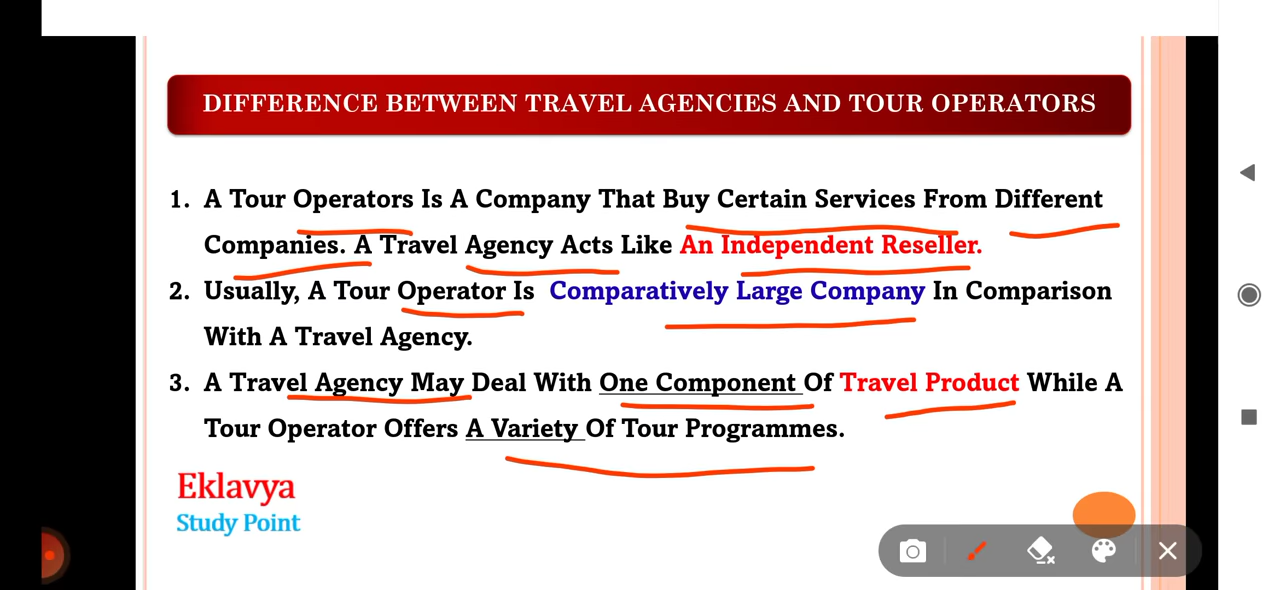 DIFFERENCE BETWEEN TRAVEL AGENCIES AND TOUR OPERATORS
1. A Tour Operators Is A Company That Buy Certain Services From Different
Companies. A Travel Agency Acts Like An Independent Reseller.
2. Usually, A Tour Operator Is Comparatively Large Company In Comparison
With A Travel Agency.
3. A Travel Agency May Deal With One Component Of Travel Product While A
Tour Operator Offers A Variety Of Tour Programmes.
Eklavya
Study Point